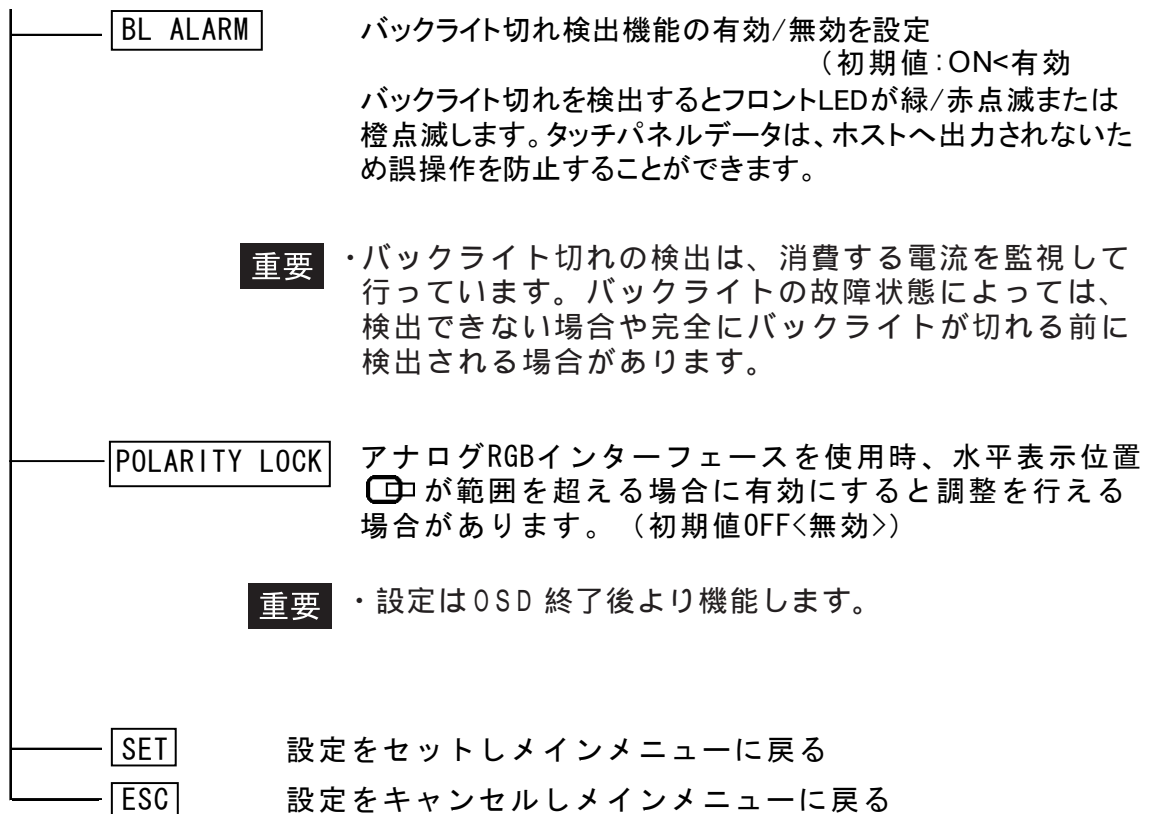 BL ALARM バックライト切れ検出機能の有効/無効を設定
(初期値:ON<有効
バックライト切れを検出するとフロントLEDが緑/赤点滅または
橙点滅します。タッチパネルデータは、ホストへ出力されないた
め誤操作を防止することができます。
重要 ・バックライト切れの検出は、消費する電流を監視して
行っています。バックライトの故障状態によっては、
検出できない場合や完全にバックライトが切れる前に
検出される場合があります。
POLARITY LOCK アナログRGBインターフェースを使用時、水平表示位置
が範囲を超える場合に有効にすると調整を行える
場合があります。(初期値OFF<無効>)
重要 ・設定はOSD終了後より機能します。
SET 設定をセットしメインメニューに戻る
ESC 設定をキャンセルしメインメニューに戻る